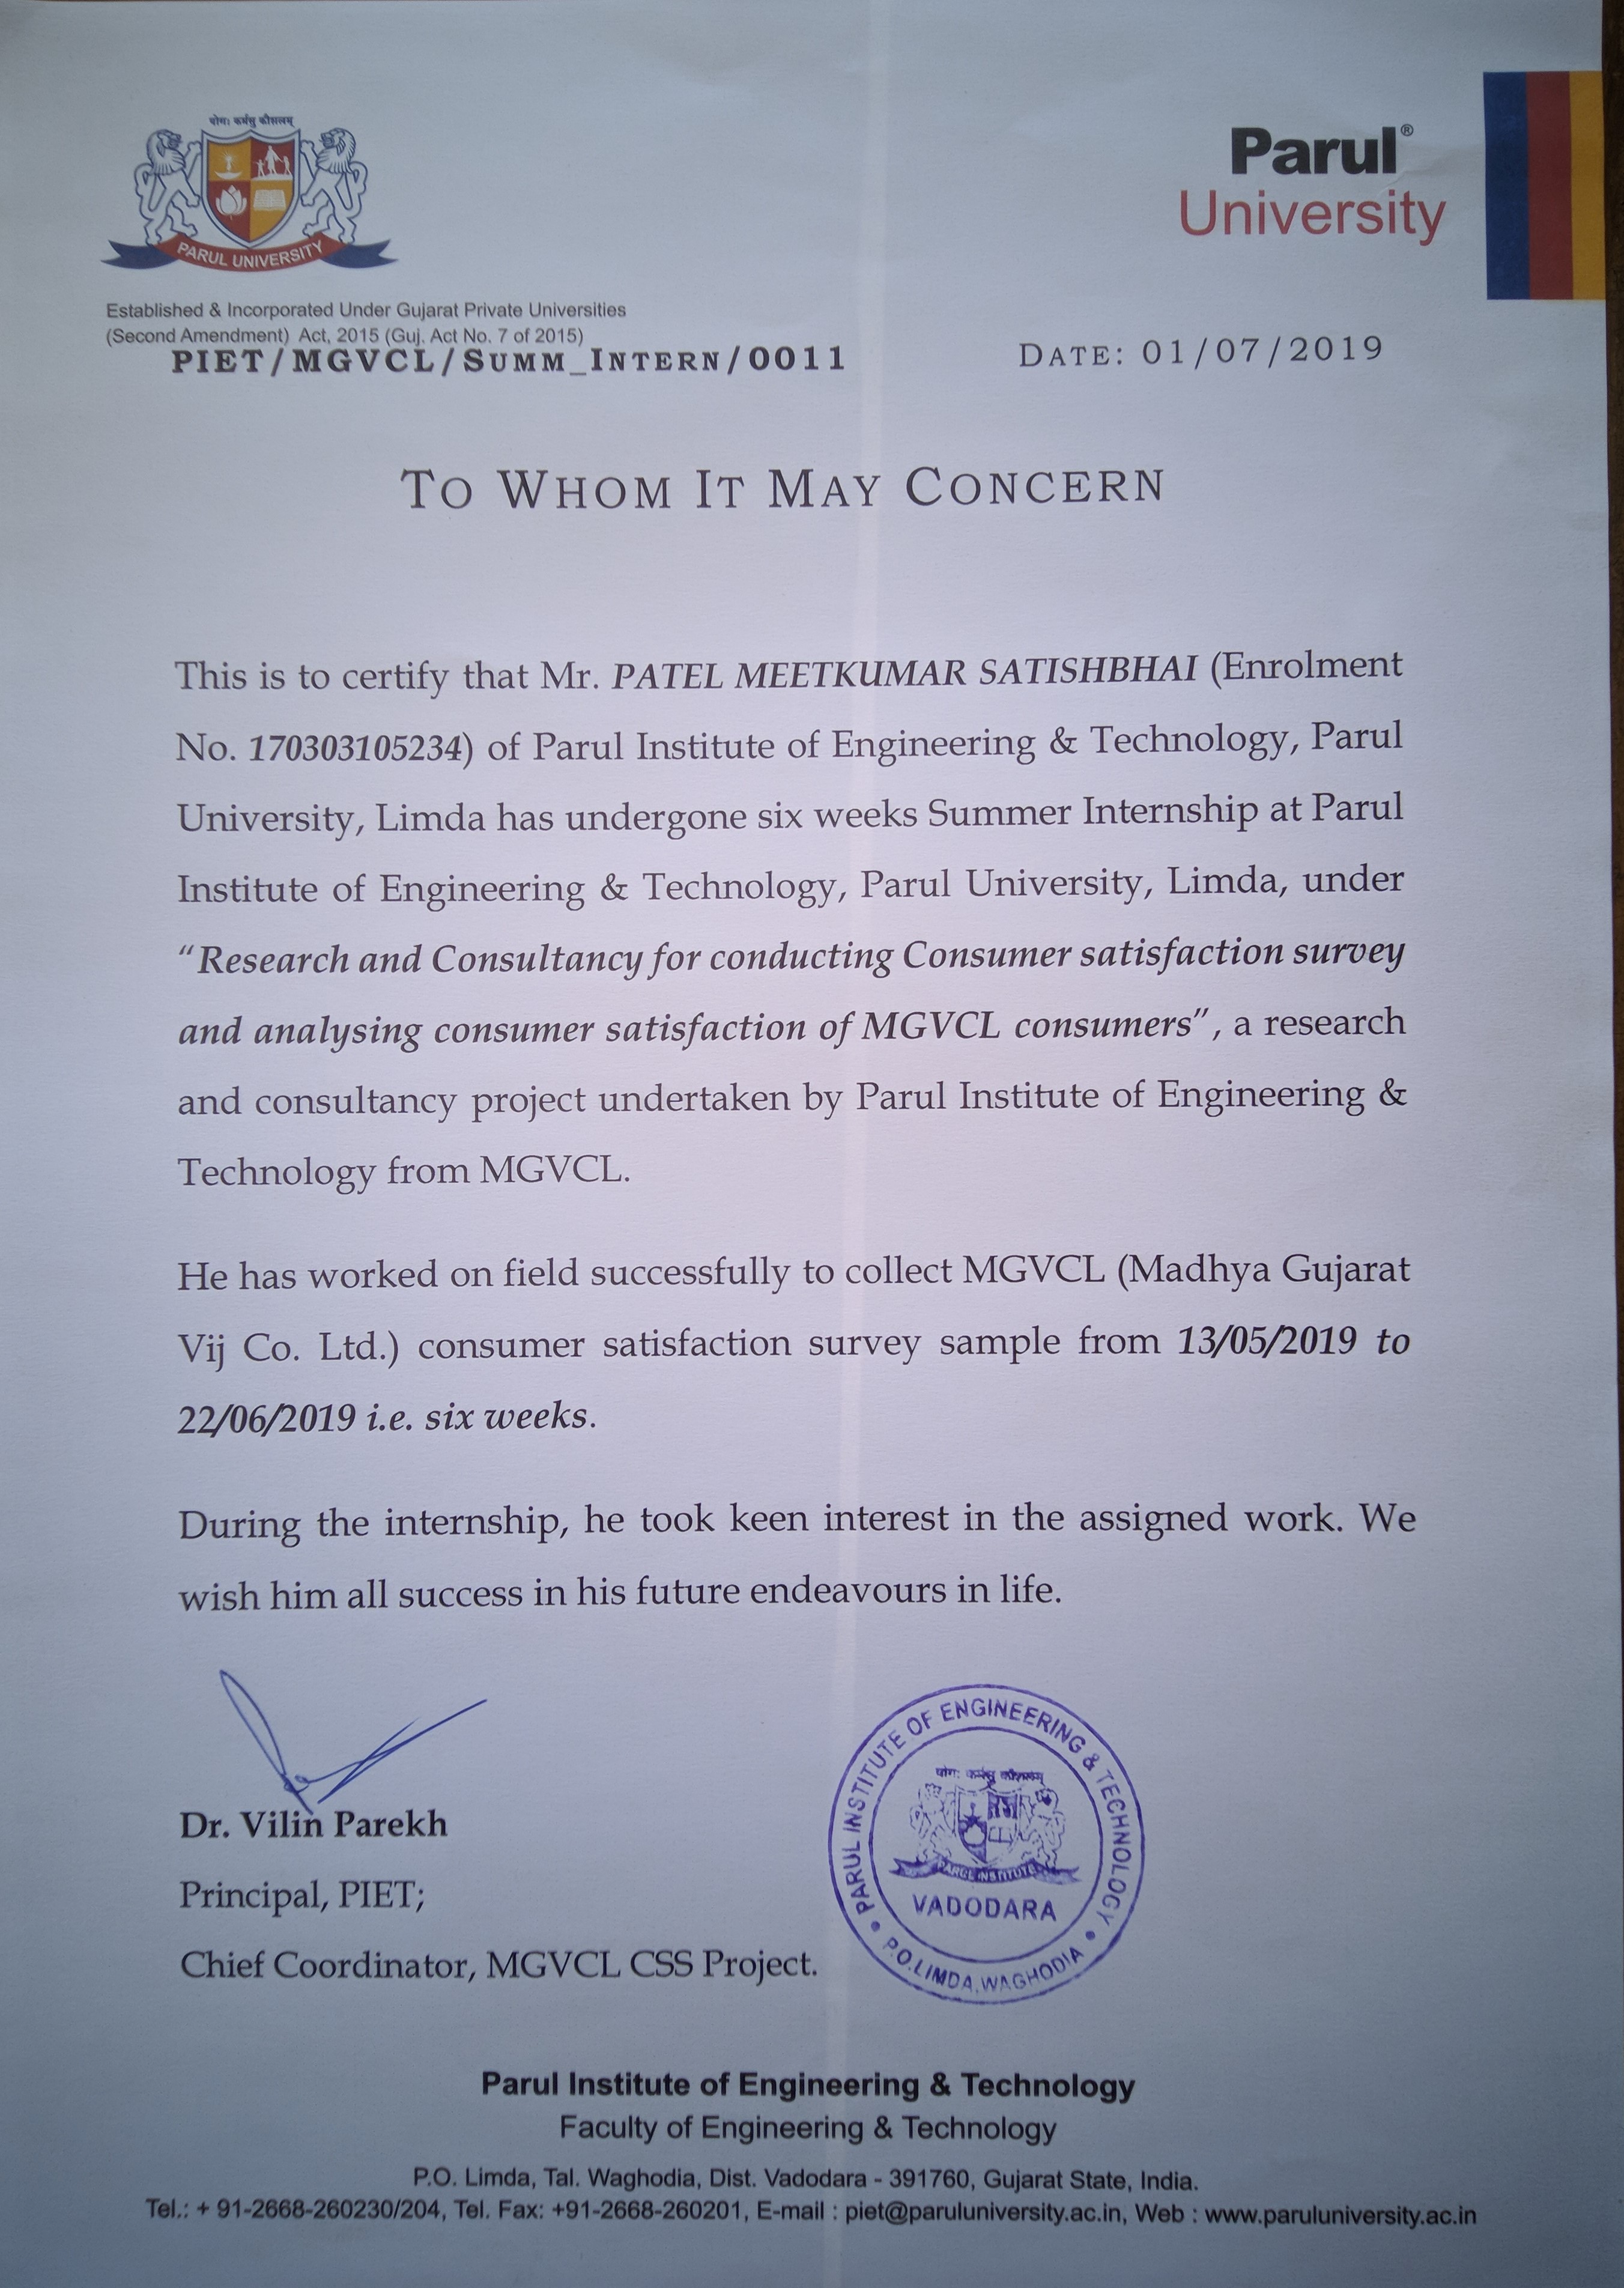 योगः कर्मसु कौशलम्
PARUL UNIVERSITY
Parul®
University
Established & Incorporated Under Gujarat Private Universities
(Second Amendment) Act, 2015 (Guj. Act No. 7 of 2015)
PIET/MGVCL/SUMM_INTERN/0011
DATE: 01/07/2019
TO WHOM IT MAY CONCERN
This is to certify that Mr. PATEL MEETKUMAR SATISHBHAI (Enrolment
No. 170303105234) of Parul Institute of Engineering & Technology, Parul
University, Limda has undergone six weeks Summer Internship at Parul
Institute of Engineering & Technology, Parul University, Limda, under
“Research and Consultancy for conducting Consumer satisfaction survey
and analysing consumer satisfaction of MGVCL consumers”, a research
and consultancy project undertaken by Parul Institute of Engineering &
Technology from MGVCL.
He has worked on field successfully to collect MGVCL (Madhya Gujarat
Vij Co. Ltd.) consumer satisfaction survey sample from 13/05/2019 to
22/06/2019 i.e. six weeks.
During the internship, he took keen interest in the assigned work. We
wish him all success in his future endeavours in life.
Dr. Vilin Parekh
Principal, PIET;
Chief Coordinator, MGVCL CSS Project.
PARUL INSTITUTE OF ENGINEERING & TECHNOLOGY
योगः कर्मसु कौशलम्
PARUL INSTITUTE
VADODARA
P.O.LIMDA,WAGHODIA
Parul Institute of Engineering & Technology
Faculty of Engineering & Technology
P.O. Limda, Tal. Waghodia, Dist. Vadodara - 391760, Gujarat State, India.
Tel.: + 91-2668-260230/204, Tel. Fax: +91-2668-260201, E-mail : piet@paruluniversity.ac.in, Web : www.paruluniversity.ac.in